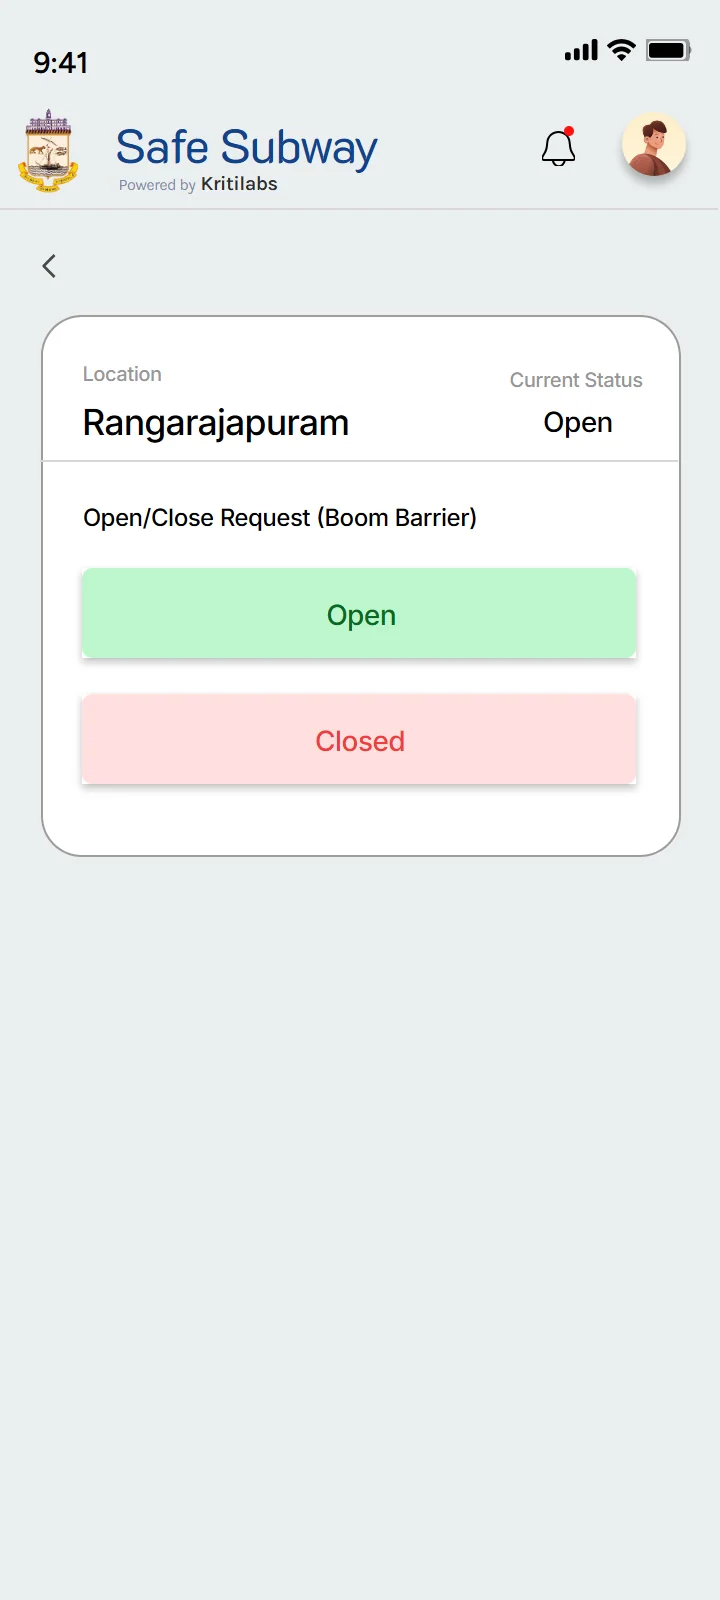 9:41
Safe Subway
Powered by Kritilabs
Location
Rangarajapuram
Current Status
Open
Open/Close Request (Boom Barrier)
Open
Closed